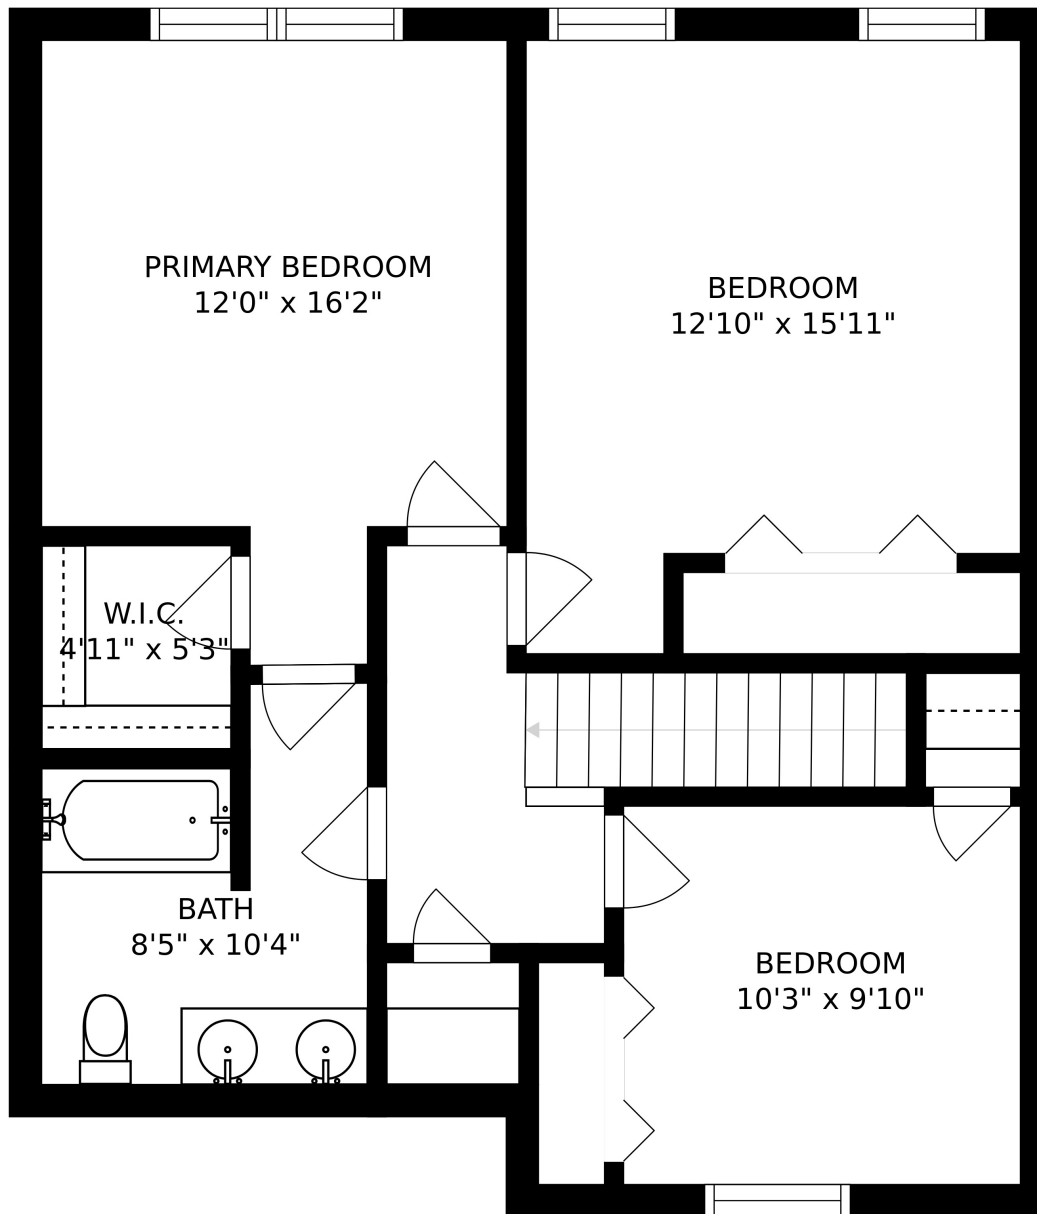 PRIMARY BEDROOM
12'0" x 16'2"
BEDROOM
12'10" x 15'11"
W.I.C.
4'11" x 5'3"
BATH
8'5" x 10'4"
BEDROOM
10'3" x 9'10"